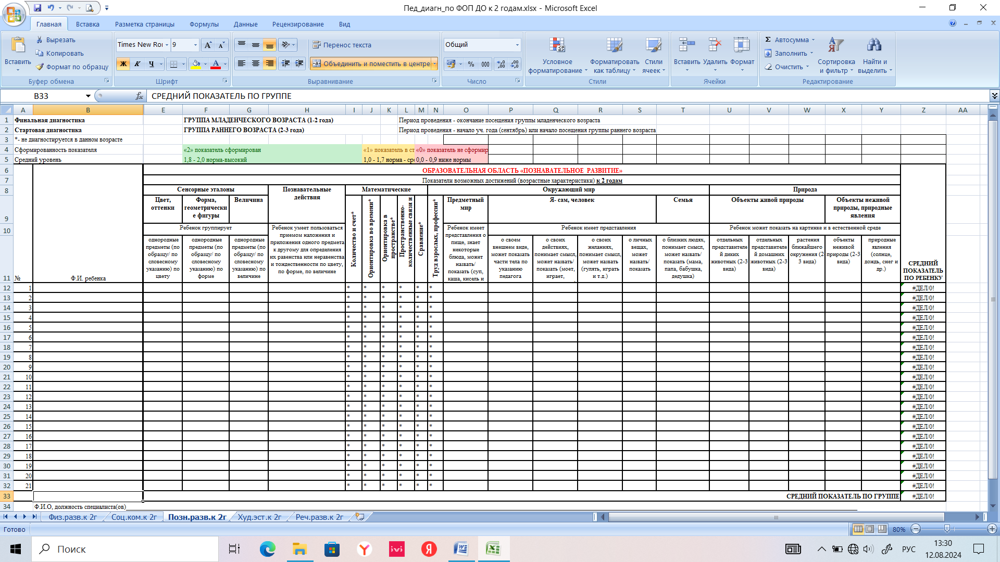 Пед_диагн_по ФОП ДО к 2 годам.xlsx - Microsoft Excel
Главная Вставка Разметка страницы Формулы Данные Рецензирование Вид
Вставить Вырезать Копировать Формат по образцу
Times New Roi 9
Ж К Ч А
Перенос текста
Объединить и поместить в центре
Общий
% 000
Условное форматирование Форматировать как таблицу Стили ячеек
Вставить Удалить Формат
Σ Автосумма Заполнить Очистить
Сортировка и фильтр Найти и выделить
Буфер обмена Шрифт Выравнивание Число Стили Ячейки Редактирование
B33 fx СРЕДНИЙ ПОКАЗАТЕЛЬ ПО ГРУППЕ
A B E F G H I J K L M N O P Q R S T U V W X Y Z AA
1 Финальная диагностика ГРУППА МЛАДЕНЧЕСКОГО ВОЗРАСТА (1-2 года) Период проведения - окончание посещения группы младенческого возраста
2 Стартовая диагностика ГРУППА РАННЕГО ВОЗРАСТА (2-3 года) Период проведения - начало уч. года (сентябрь) или начало посещения группы раннего возраста
3 *- не диагностируется в данном возрасте
4 Сформированность показателя «2» показатель сформирован «1» показатель в ст «0» показатель не сформир
5 Средний уровень 1,8 - 2,0 норма-высокий 1,0 - 1,7 норма - сре 0,0 - 0,9 ниже нормы
6 ОБРАЗОВАТЕЛЬНАЯ ОБЛАСТЬ «ПОЗНАВАТЕЛЬНОЕ РАЗВИТИЕ»
7 Показатели возможных достижений (возрастные характеристики) к 2 годам
8 Сенсорные эталоны Познавательные действия Математические Окружающий мир Природа
9 Цвет, оттенки Форма, геометрические фигуры Величина Количество и счет* Ориентировка во времени* Ориентировка в пространстве* Пространственно-количественные связи и Сравнение* Труд взрослых, профессии* Предметный мир Я- сам, человек Семья Объекты живой природы Объекты неживой природы, природные явления
10 Ребенок группирует Ребенок умеет пользоваться приемом наложения и приложения одного предмета к другому для определения их равенства или неравенства и тождественности по цвету, по форме, по величине Ребенок имеет представления о пище, знает некоторые блюда, может назвать/ показать (суп, каша, кисель и Ребенок имеет представления Ребенок может показать на картинке и в естественной среде
11 № Ф.И. ребенка однородные предметы (по образцу/ по словесному указанию) по цвету однородные предметы (по образцу/ по словесному указанию) по форме однородные предметы (по образцу/ по словесному указанию) по величине о своем внешнем виде, может показать части тела по указанию педагога о своих действиях, понимает смысл, может назвать/ показать (моет, играет, о своих желаниях, понимает смысл, может назвать (гулять, играть и т.д.) о личных вещах, может назвать/ показать о близких людях, понимает смысл, может назвать/ показать (мама, папа, бабушка, дедушка) отдельных представителей диких животных (2-3 вида) отдельных представителей домашних животных (2-3 вида) растения ближайшего окружения (2-3 вида) объекты неживой природы (2-3 вида) природные явления (солнце, дождь, снег и др.) СРЕДНИЙ ПОКАЗАТЕЛЬ ПО РЕБЕНКУ
12 1 * * * * * * #ДЕЛ/0!
13 2 * * * * * * #ДЕЛ/0!
14 3 * * * * * * #ДЕЛ/0!
15 4 * * * * * * #ДЕЛ/0!
16 5 * * * * * * #ДЕЛ/0!
17 6 * * * * * * #ДЕЛ/0!
18 7 * * * * * * #ДЕЛ/0!
19 8 * * * * * * #ДЕЛ/0!
20 9 * * * * * * #ДЕЛ/0!
21 10 * * * * * * #ДЕЛ/0!
22 11 * * * * * * #ДЕЛ/0!
23 12 * * * * * * #ДЕЛ/0!
24 13 * * * * * * #ДЕЛ/0!
25 14 * * * * * * #ДЕЛ/0!
26 15 * * * * * * #ДЕЛ/0!
27 16 * * * * * * #ДЕЛ/0!
28 17 * * * * * * #ДЕЛ/0!
29 18 * * * * * * #ДЕЛ/0!
30 19 * * * * * * #ДЕЛ/0!
31 20 * * * * * * #ДЕЛ/0!
32 21 * * * * * * #ДЕЛ/0!
33 СРЕДНИЙ ПОКАЗАТЕЛЬ ПО ГРУППЕ #ДЕЛ/0!
34 Ф.И.О, должность специалиста(ов)
Физ.разв.к 2г Соц.ком.к 2г Позн.разв.к 2г Худ.эст.к 2г Реч.разв.к 2г
Готово 80%
Поиск ivi Я РУС 13:30
12.08.2024